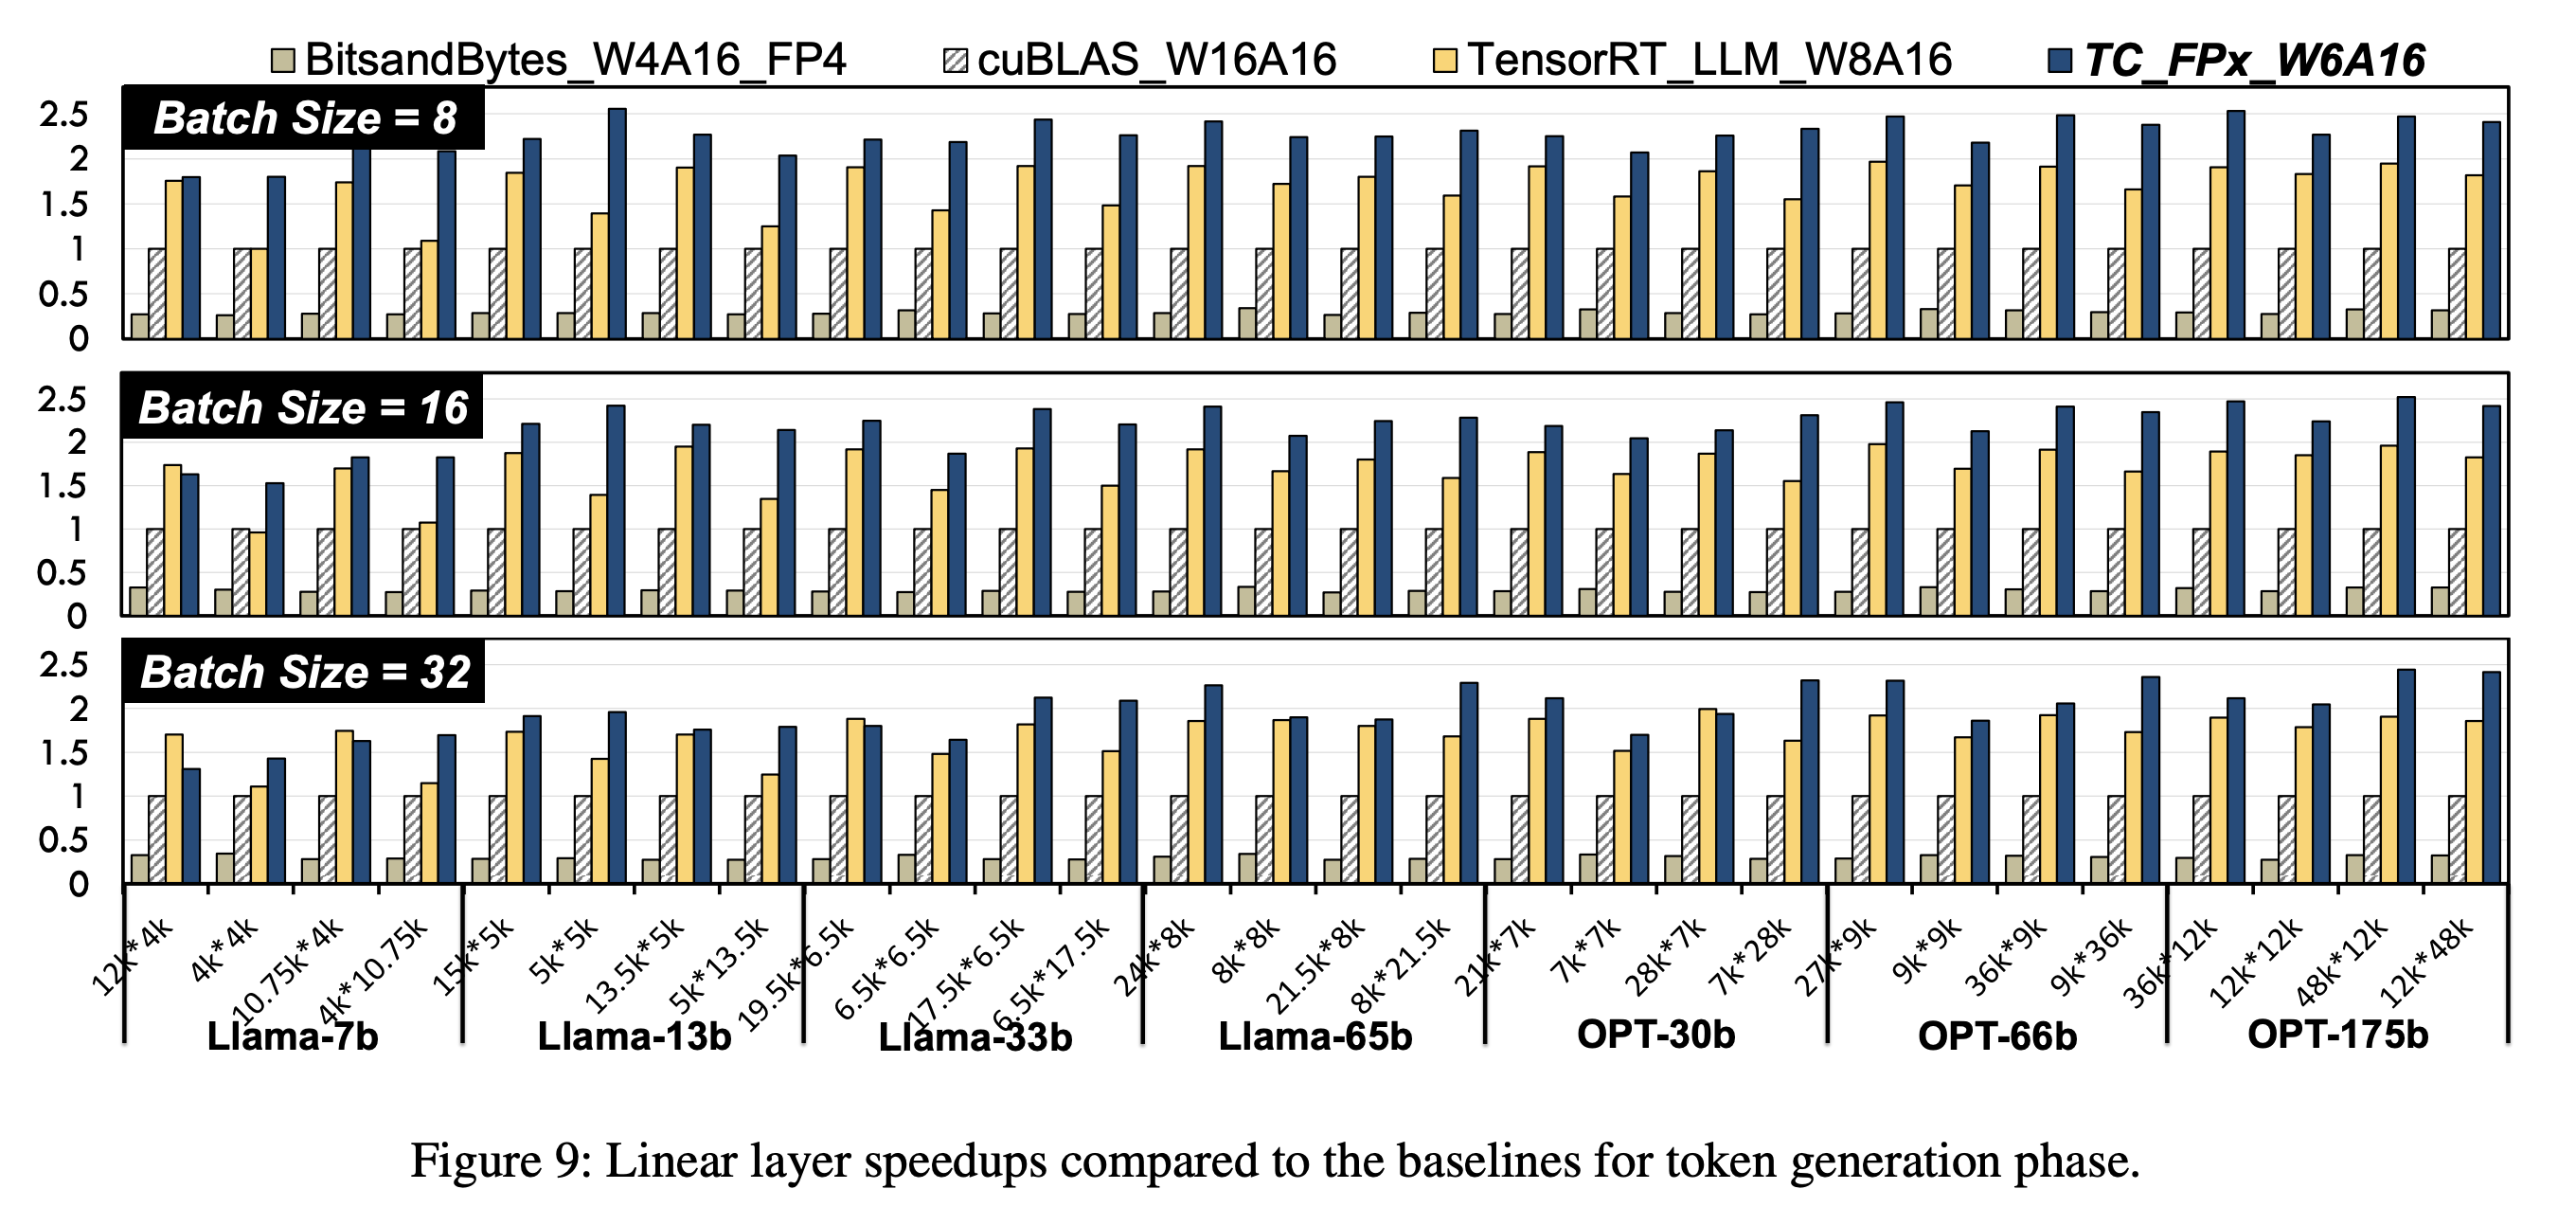 BitsandBytes_W4A16_FP4 cuBLAS_W16A16 TensorRT_LLM_W8A16 TC_FPx_W6A16
Batch Size = 8
2.5
2
1.5
1
0.5
0
Batch Size = 16
2.5
2
1.5
1
0.5
0
Batch Size = 32
2.5
2
1.5
1
0.5
0
12k*4k 4k*4k 10.75k*4k 4k*10.75k 15k*5k 5k*5k 13.5k*5k 5k*13.5k 19.5k*6.5k 6.5k*6.5k 17.5k*6.5k 6.5k*17.5k 24k*8k 8k*8k 21.5k*8k 8k*21.5k 21k*7k 7k*7k 28k*7k 7k*28k 27k*9k 9k*9k 36k*9k 9k*36k 36k*12k 12k*12k 48k*12k 12k*48k
Llama-7b Llama-13b Llama-33b Llama-65b OPT-30b OPT-66b OPT-175b
Figure 9: Linear layer speedups compared to the baselines for token generation phase.